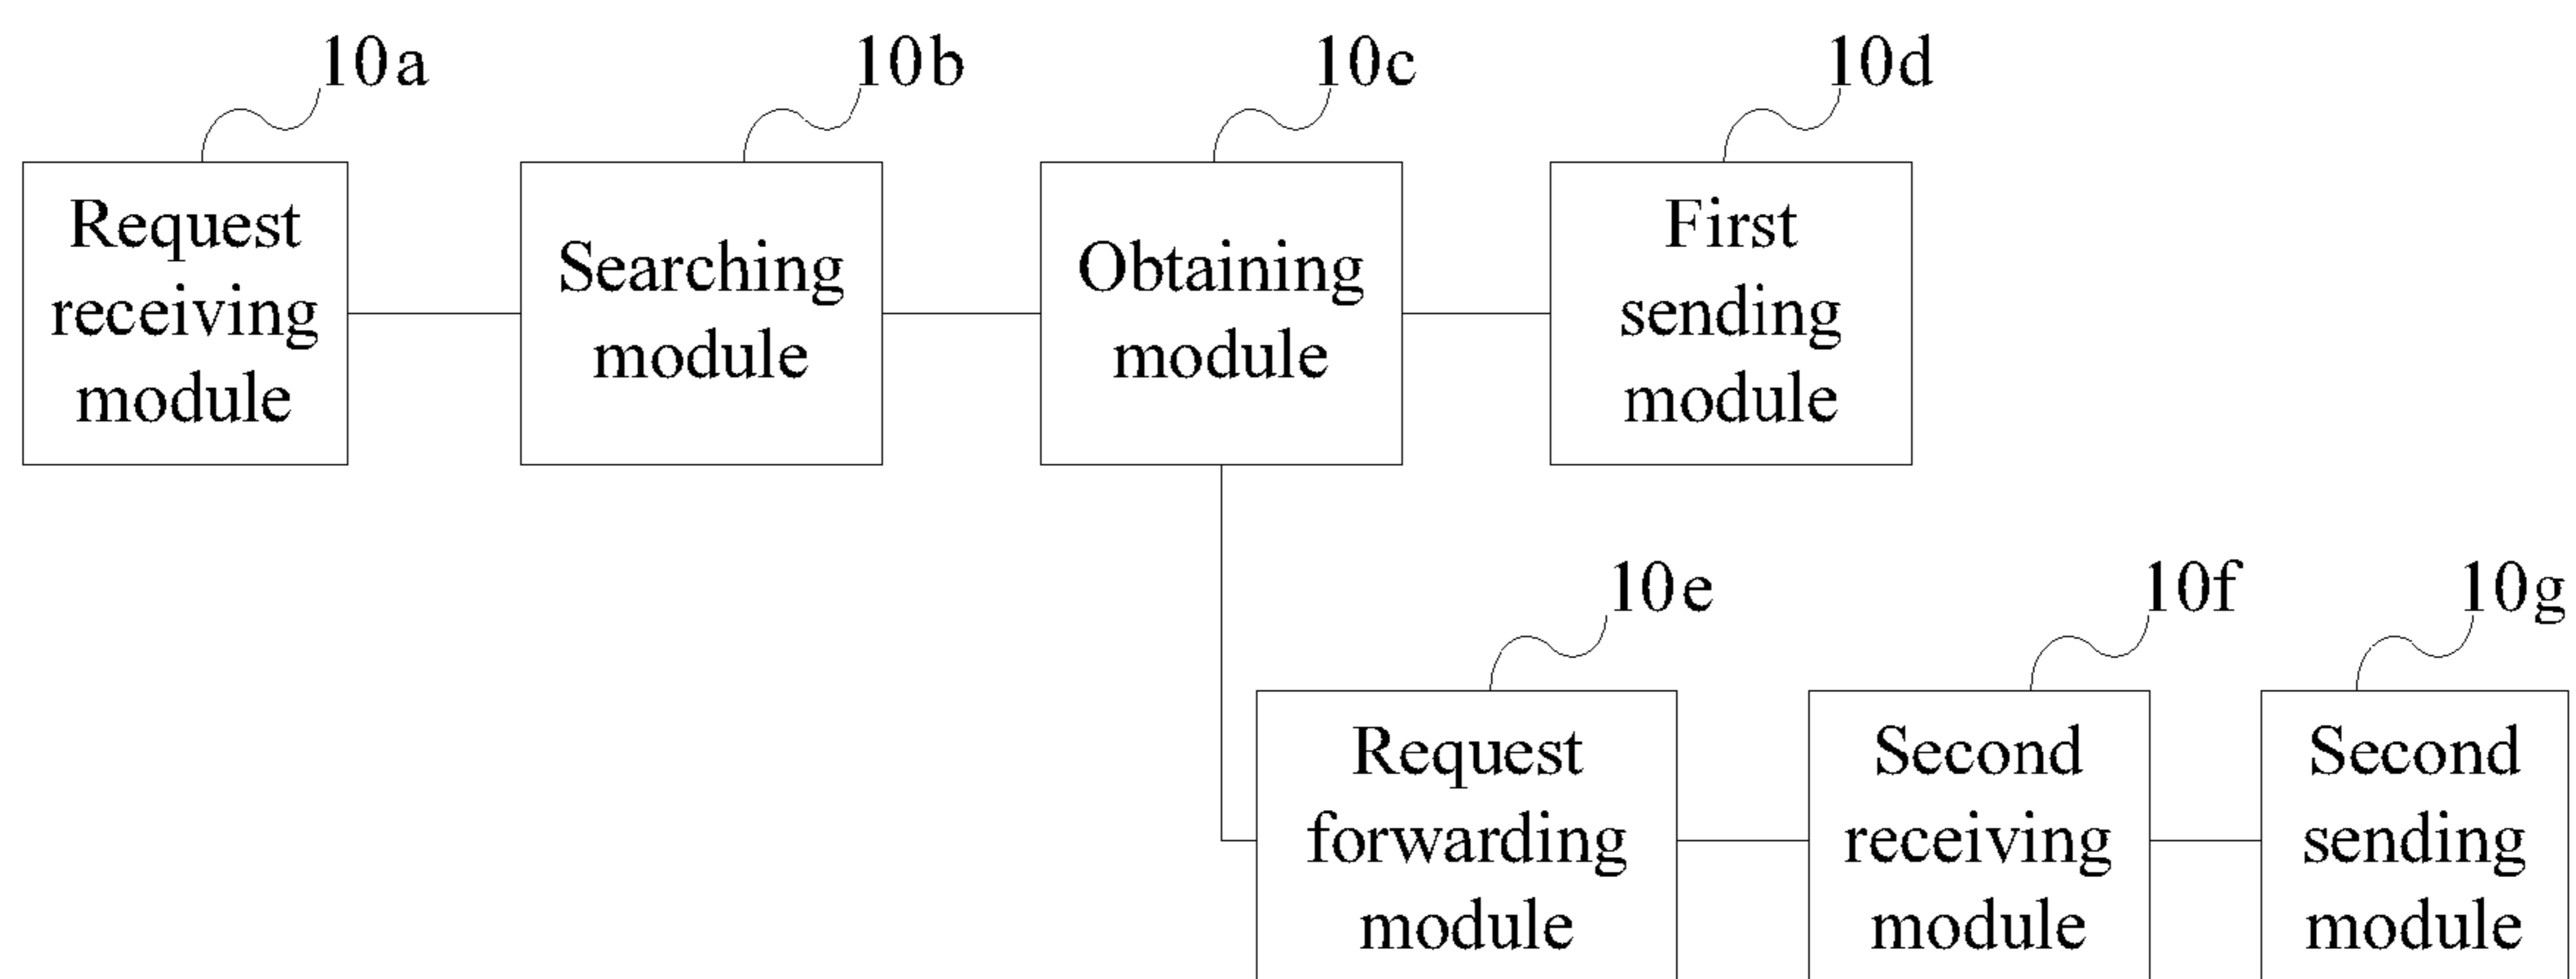 10a
10b
10c
10d
Request
receiving
module
Searching
module
Obtaining
module
First
sending
module
10e
10f
10g
Request
forwarding
module
Second
receiving
module
Second
sending
module